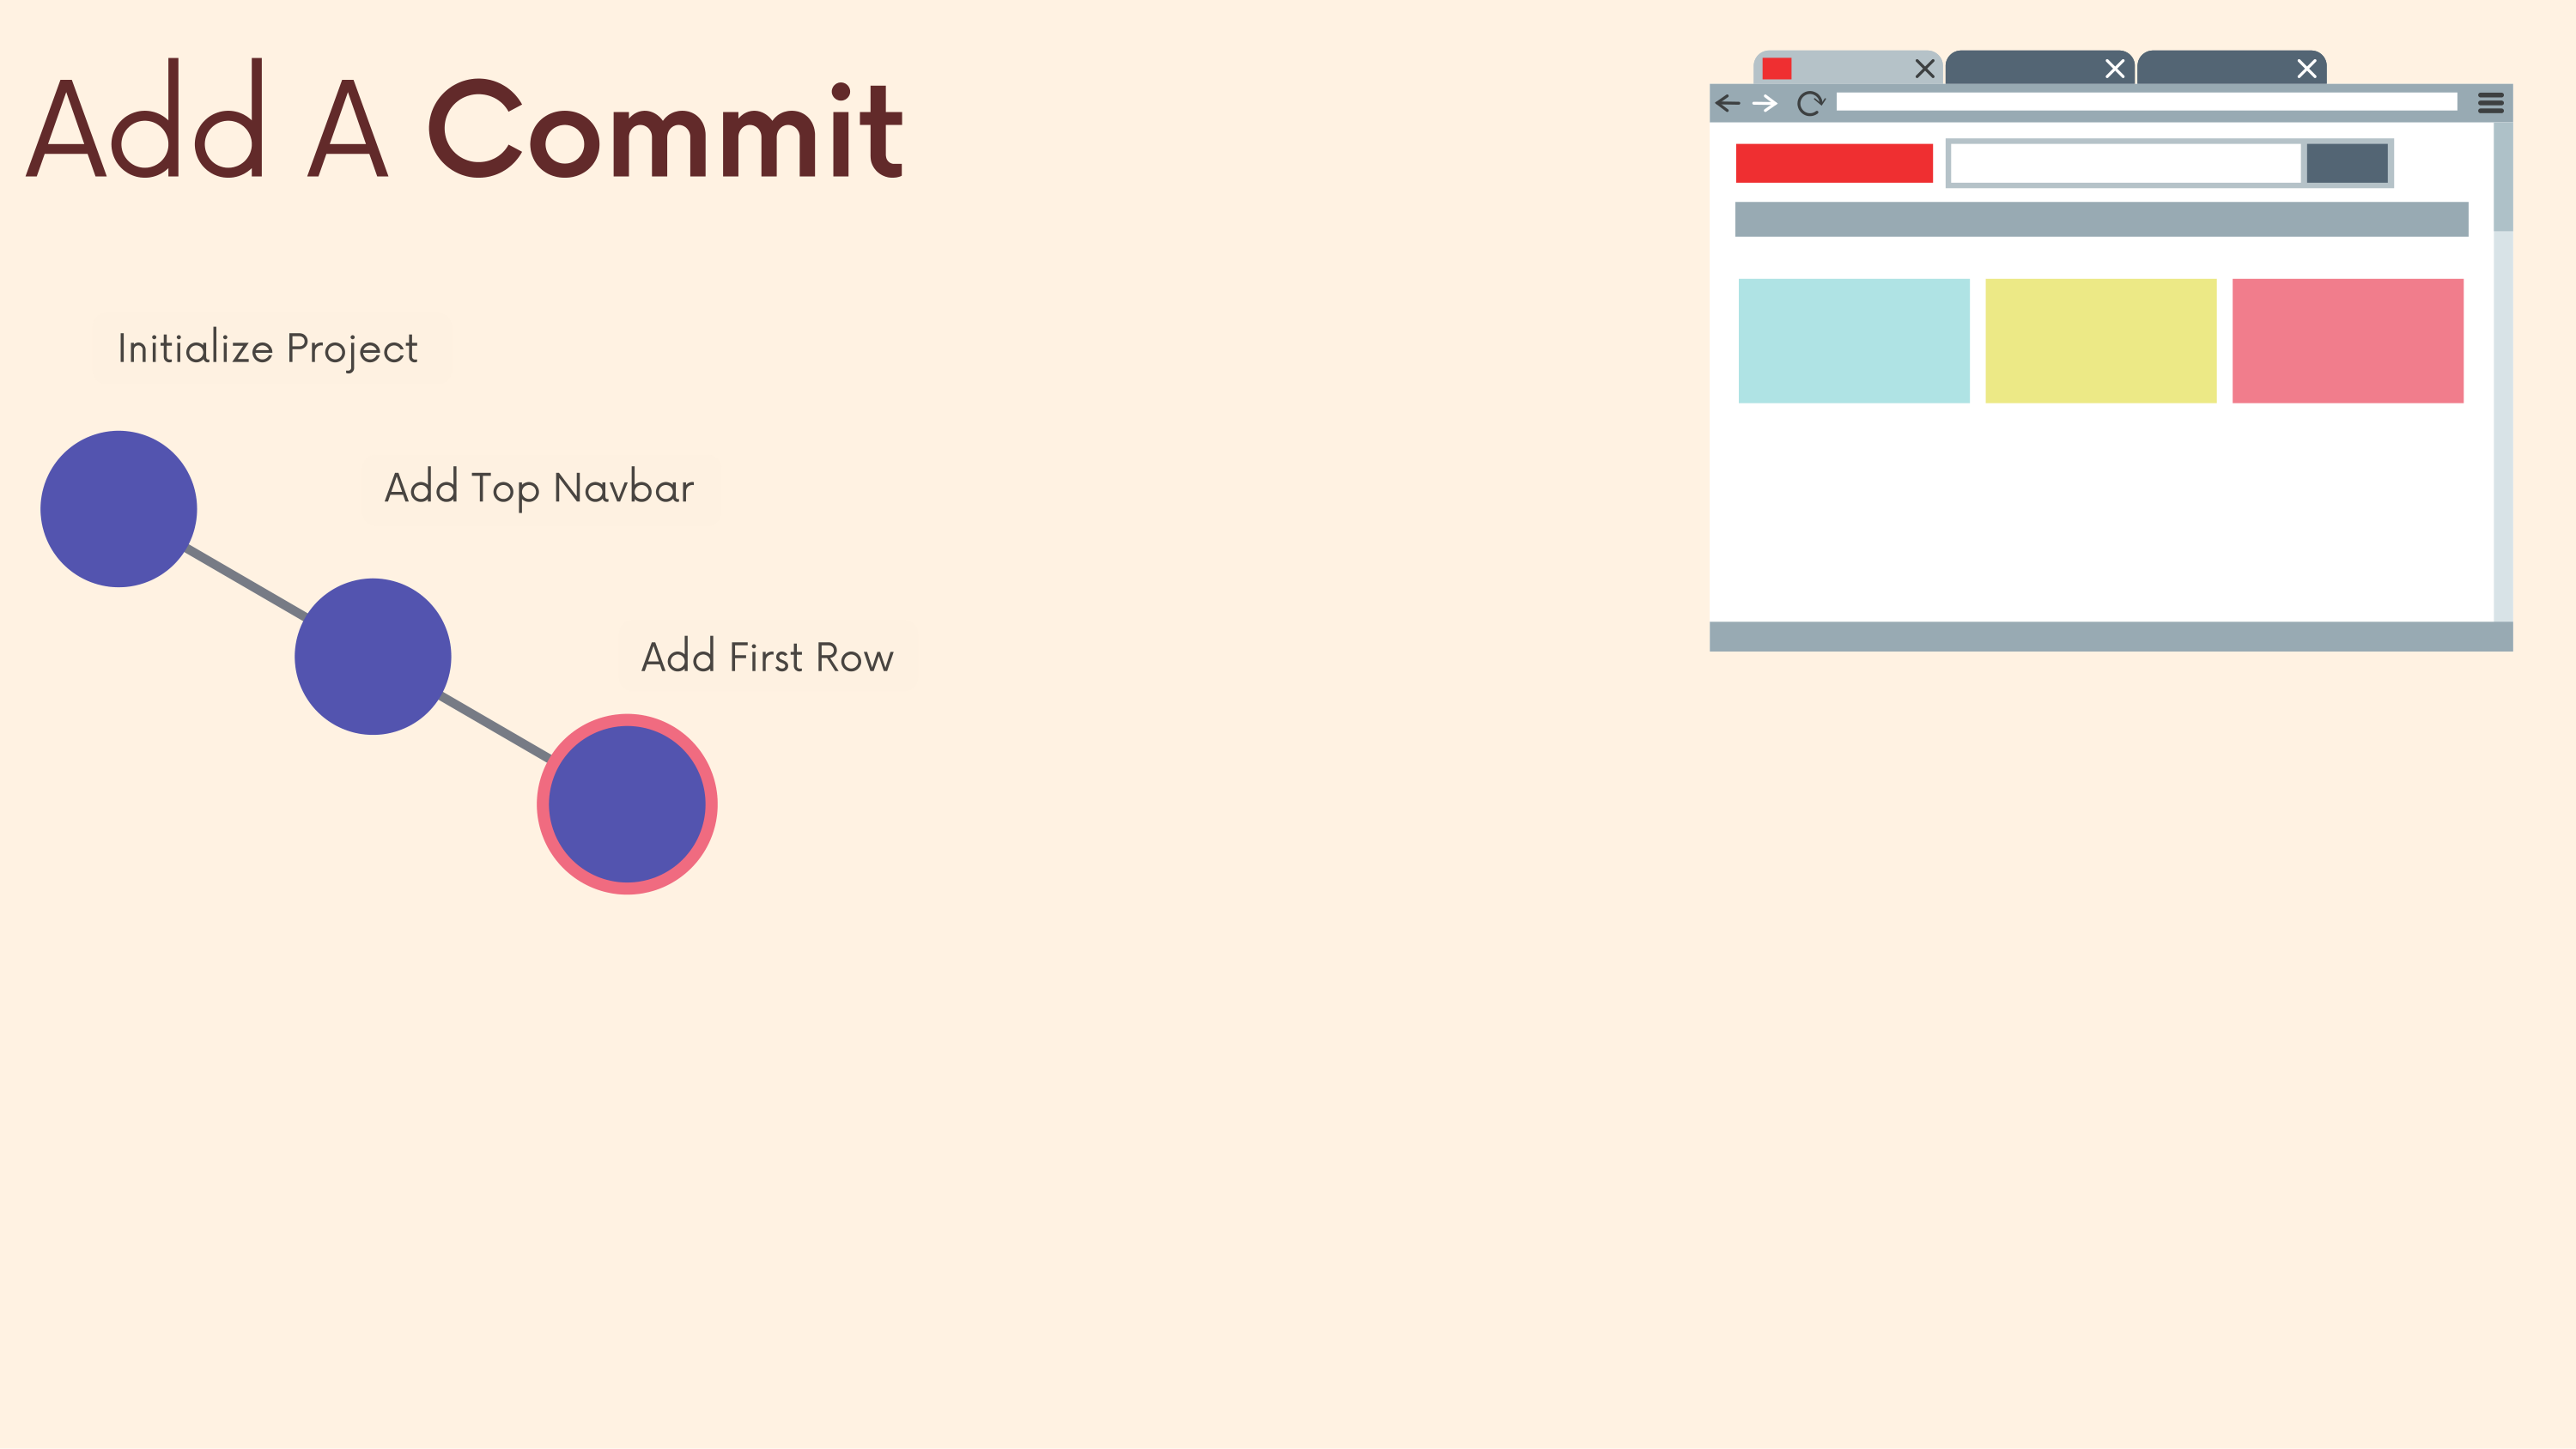 Add A Commit
Initialize Project
Add Top Navbar
Add First Row